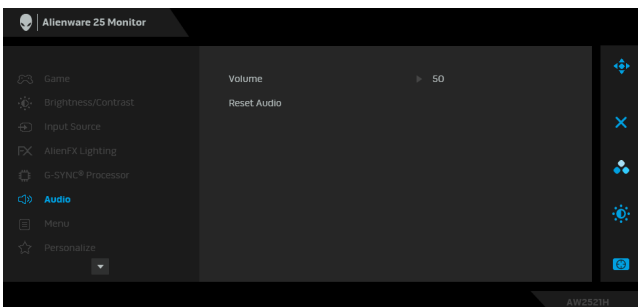 Alienware 25 Monitor
Game
Volume 50
Brightness/Contrast
Reset Audio
Input Source
FX AlienFX Lighting
G-SYNC® Processor
Audio
Menu
Personalize
AW2521H